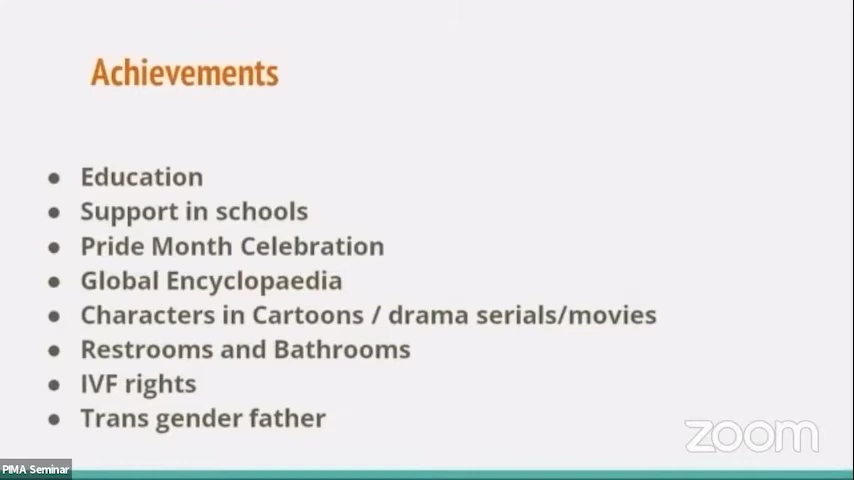 Achievements
● Education
● Support in schools
● Pride Month Celebration
● Global Encyclopaedia
● Characters in Cartoons / drama serials/movies
● Restrooms and Bathrooms
● IVF rights
● Trans gender father
zoom
PIMA Seminar